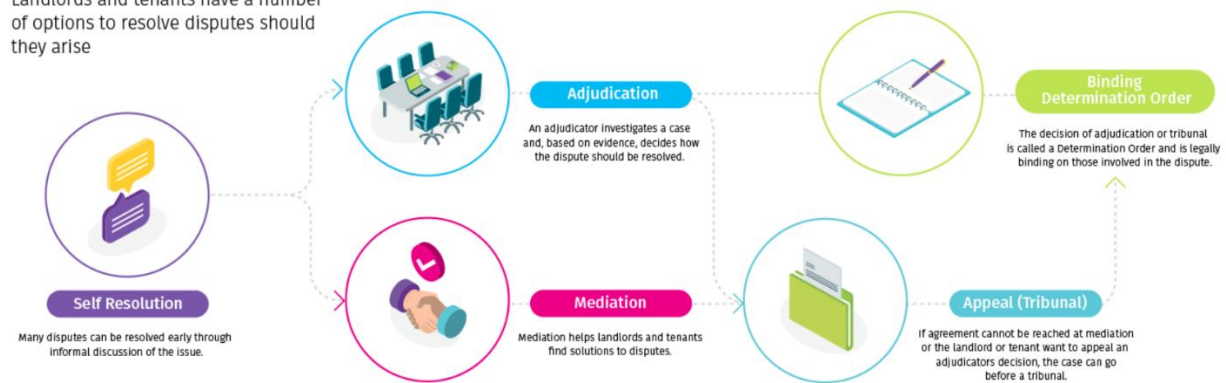 Landlords and tenants have a number
of options to resolve disputes should
they arise
Self Resolution
Many disputes can be resolved early through
informal discussion of the issue.
Adjudication
An adjudicator investigates a case
and, based on evidence, decides how
the dispute should be resolved.
Mediation
Mediation helps landlords and tenants
find solutions to disputes.
Binding
Determination Order
The decision of adjudication or tribunal
is called a Determination Order and is legally
binding on those involved in the dispute.
Appeal (Tribunal)
If agreement cannot be reached at mediation
or the landlord or tenant want to appeal an
adjudicators decision, the case can go
before a tribunal.